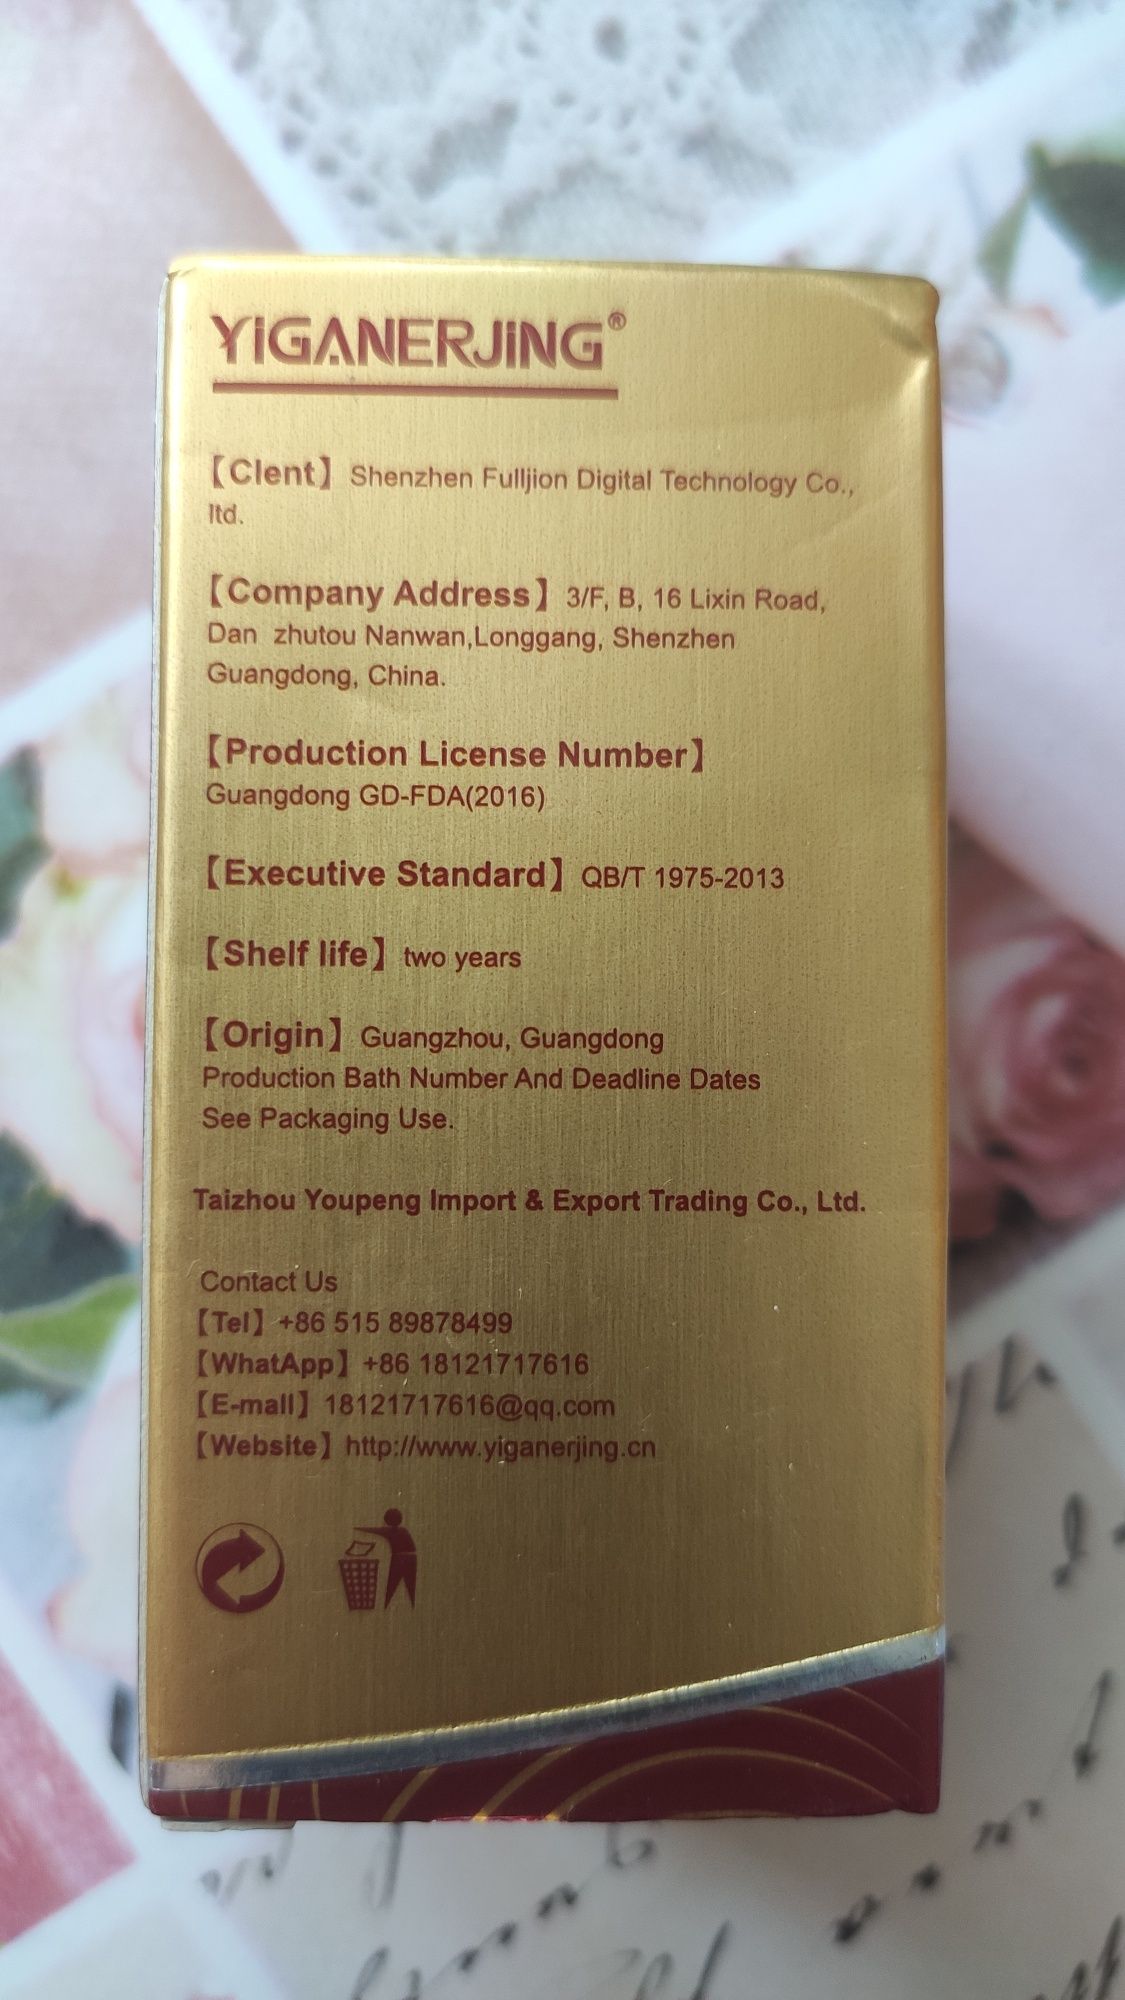 YiGANERJiNG®
【Clent】Shenzhen Fulljion Digital Technology Co.,
ltd.
【Company Address】3/F, B, 16 Lixin Road,
Dan zhutou Nanwan,Longgang, Shenzhen
Guangdong, China.
【Production License Number】
Guangdong GD-FDA(2016)
【Executive Standard】QB/T 1975-2013
【Shelf life】two years
【Origin】Guangzhou, Guangdong
Production Bath Number And Deadline Dates
See Packaging Use.
Taizhou Youpeng Import & Export Trading Co., Ltd.
Contact Us
【Tel】+86 515 89878499
【WhatApp】+86 18121717616
【E-mall】18121717616@qq.com
【Website】http://www.yiganerjing.cn